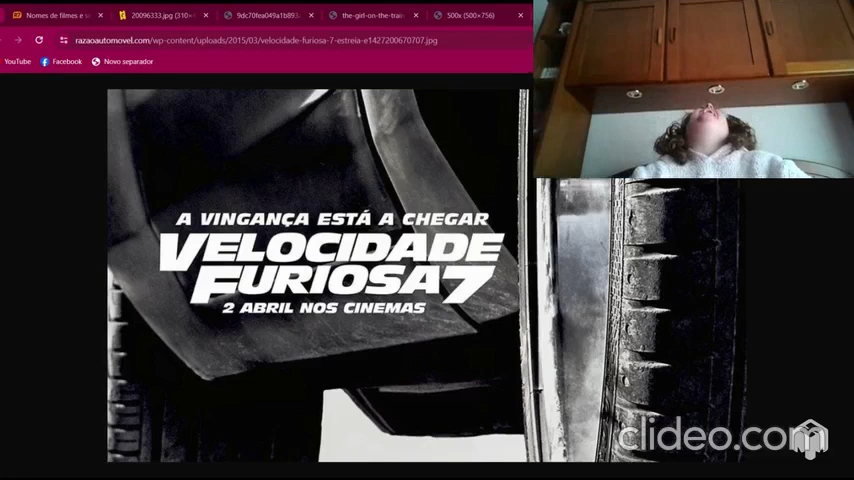 Nomes de filmes e s
20096333.jpg (310×
9dc70fea049a1b893
the-girl-on-the-train
500x (500×756)
razaoautomovel.com/wp-content/uploads/2015/03/velocidade-furiosa-7-estreia-e1427200670707.jpg
YouTube
Facebook
Novo separador
A VINGANÇA ESTÁ A CHEGAR
VELOCIDADE
FURIOSA 7
2 ABRIL NOS CINEMAS
clideo.com